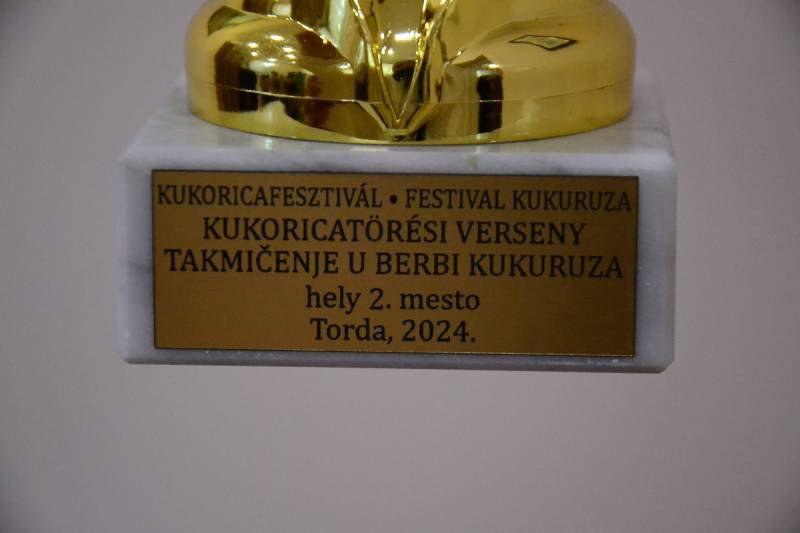 KUKORICAFESZTIVÁL • FESTIVAL KUKURUZA
KUKORICATÖRÉSI VERSENY
TAKMIČENJE U BERBI KUKURUZA
hely 2. mesto
Torda, 2024.